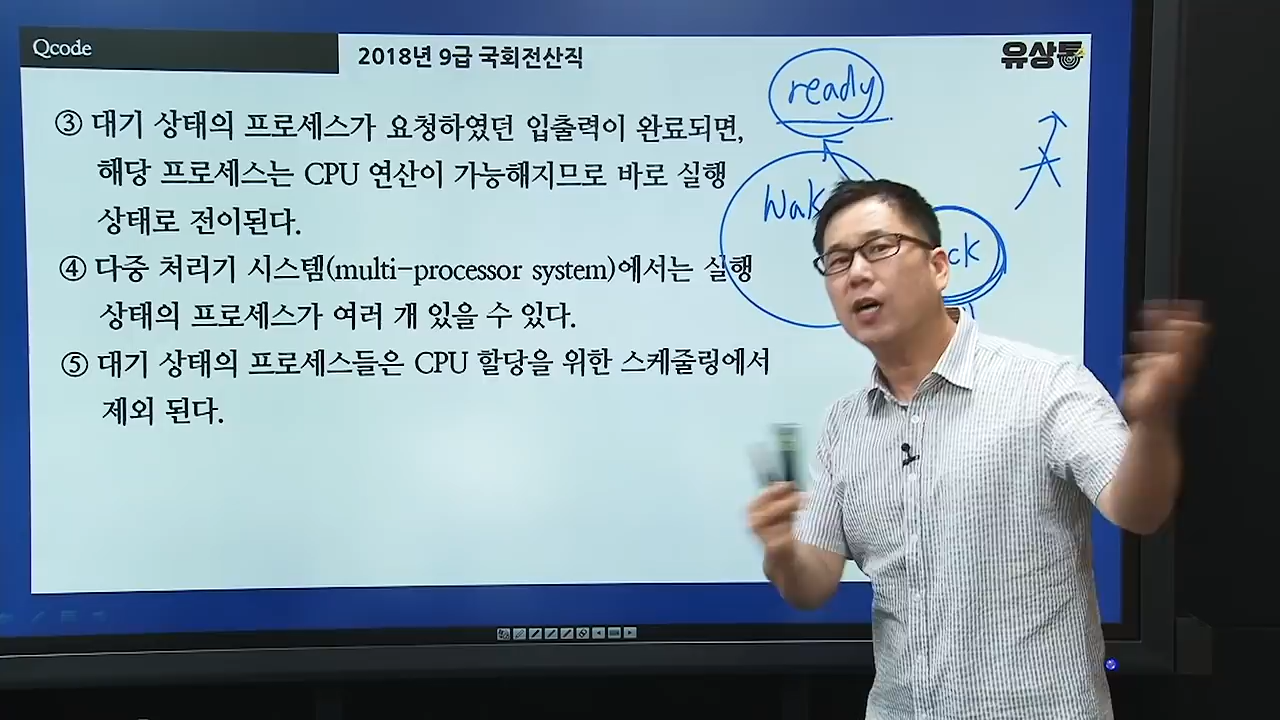 Qcode
2018년 9급 국회전산직
유상통
ready
③ 대기 상태의 프로세스가 요청하였던 입출력이 완료되면,
해당 프로세스는 CPU 연산이 가능해지므로 바로 실행
상태로 전이된다.
④ 다중 처리기 시스템(multi-processor system)에서는 실행
상태의 프로세스가 여러 개 있을 수 있다.
⑤ 대기 상태의 프로세스들은 CPU 할당을 위한 스케줄링에서
제외 된다.